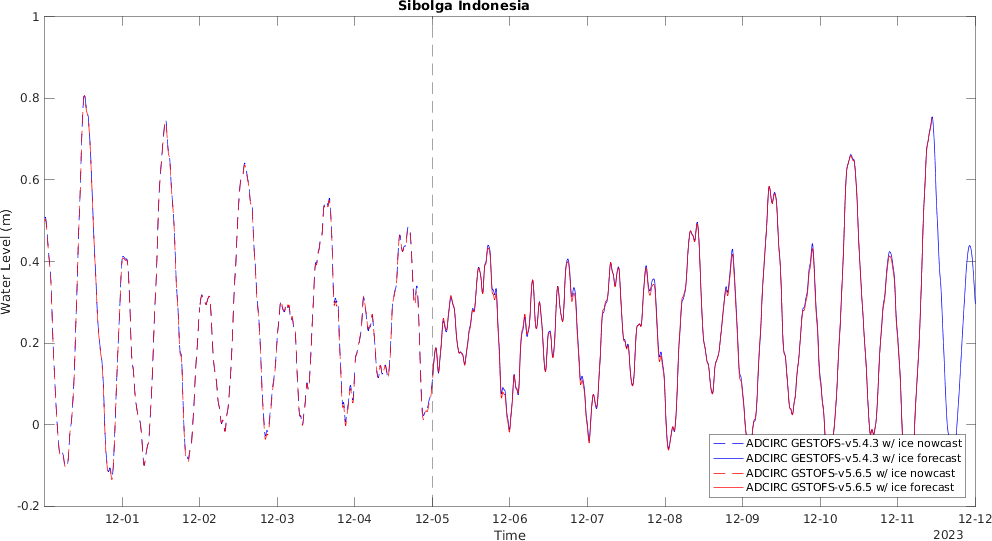 Sibolga Indonesia
1
0.8
0.6
0.4
0.2
0
-0.2
Water Level (m)
ADCIRC GESTOFS-v5.4.3 w/ ice nowcast
ADCIRC GESTOFS-v5.4.3 w/ ice forecast
ADCIRC GSTOFS-v5.6.5 w/ ice nowcast
ADCIRC GSTOFS-v5.6.5 w/ ice forecast
12-01 12-02 12-03 12-04 12-05 12-06 12-07 12-08 12-09 12-10 12-11 12-12
Time
2023